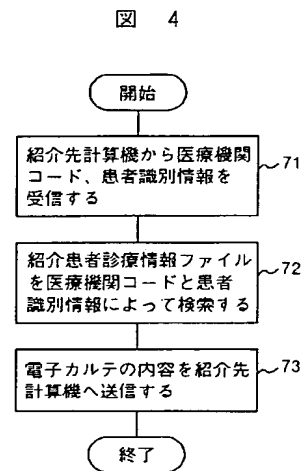 図 4
開始
紹介先計算機から医療機関
コード、患者識別情報を
受信する
71
紹介患者診療情報ファイル
を医療機関コードと患者
識別情報によって検索する
72
電子カルテの内容を紹介先
計算機へ送信する
73
終了